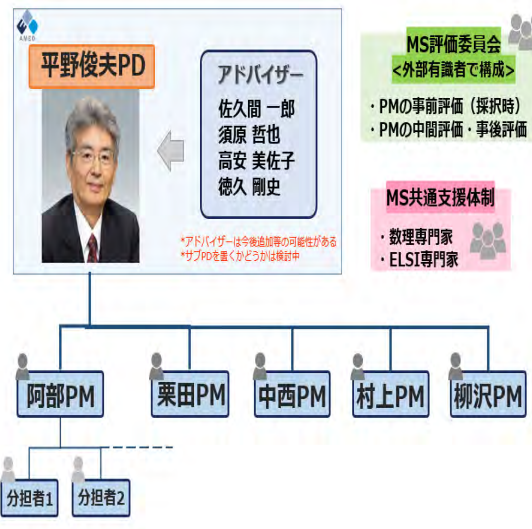 AMED
平野俊夫PD
アドバイザー
佐久間 一郎
須原 哲也
高安 美佐子
徳久 剛史
*アドバイザーは今後追加等の可能性がある
*サブPDを置くかどうかは検討中
MS評価委員会
<外部有識者で構成>
・PMの事前評価（採択時）
・PMの中間評価・事後評価
MS共通支援体制
・数理専門家
・ELSI専門家
阿部PM
栗田PM
中西PM
村上PM
柳沢PM
分担者1
分担者2